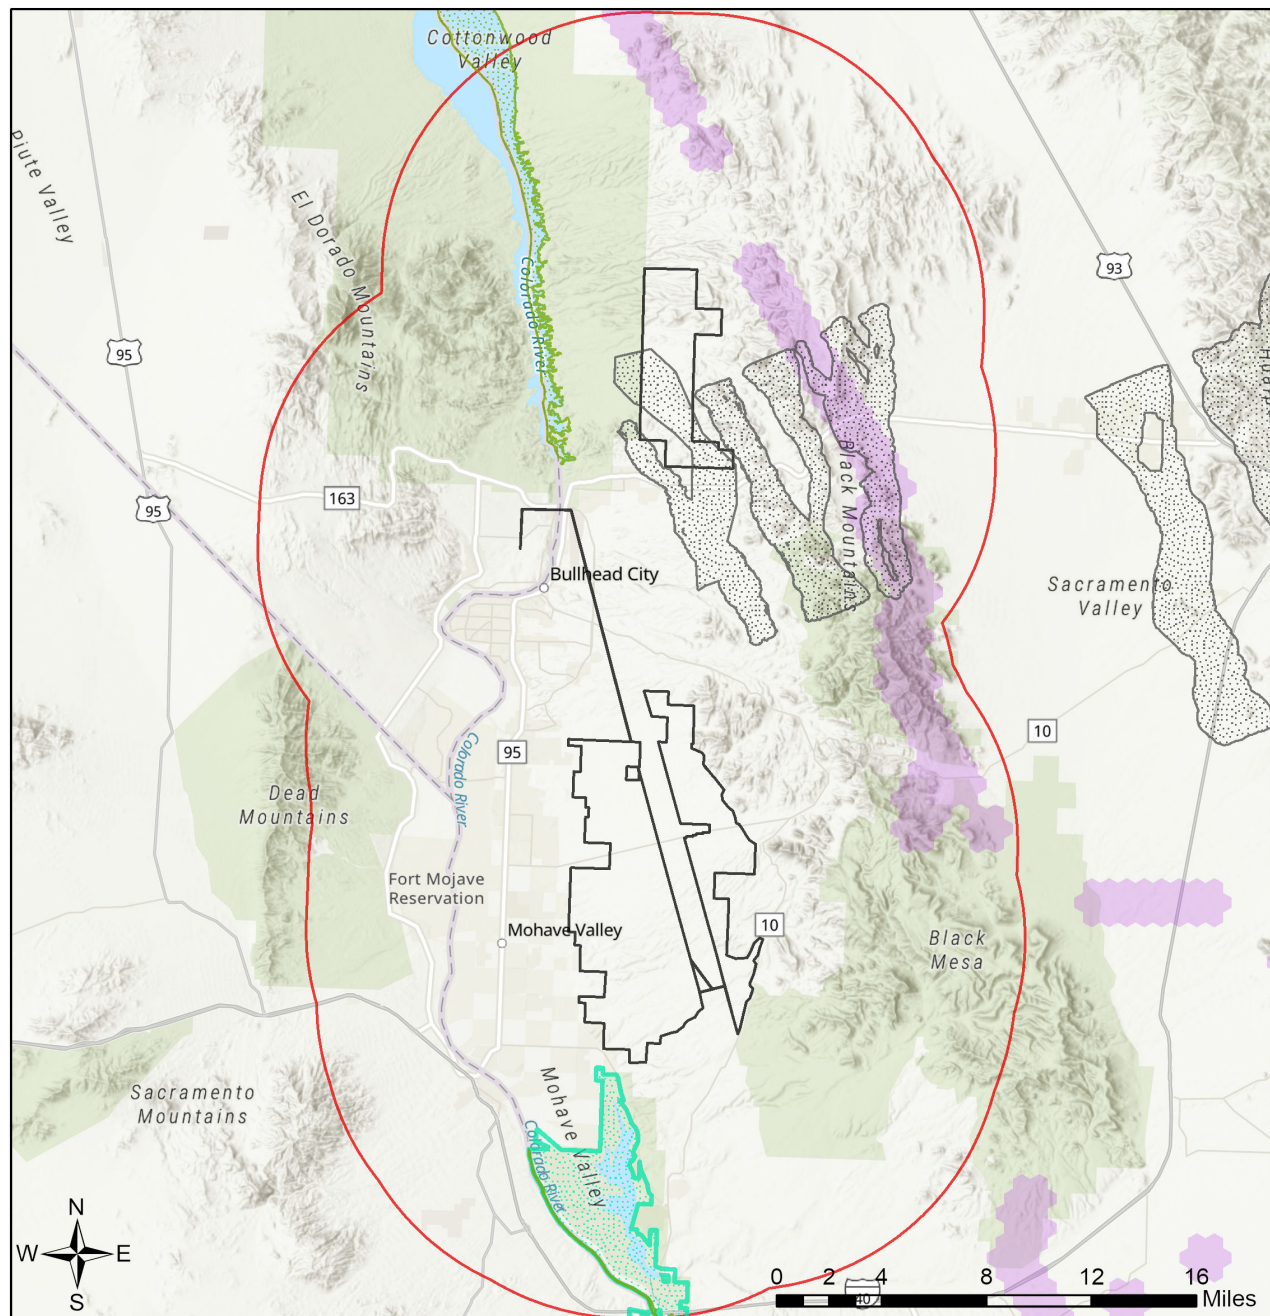 Cottonwood
Valley
Piute Valley
El Dorado Mountains
Colorado River
93
95
95
163
Black Mountains
Bullhead City
Sacramento
Valley
10
95
Colorado River
Dead
Mountains
Fort Mojave
Reservation
Mohave Valley
10
Black
Mesa
Sacramento
Mountains
Mohave Valley
Colorado River
N
W E
S
0 2 4 8 12 16
Miles
40